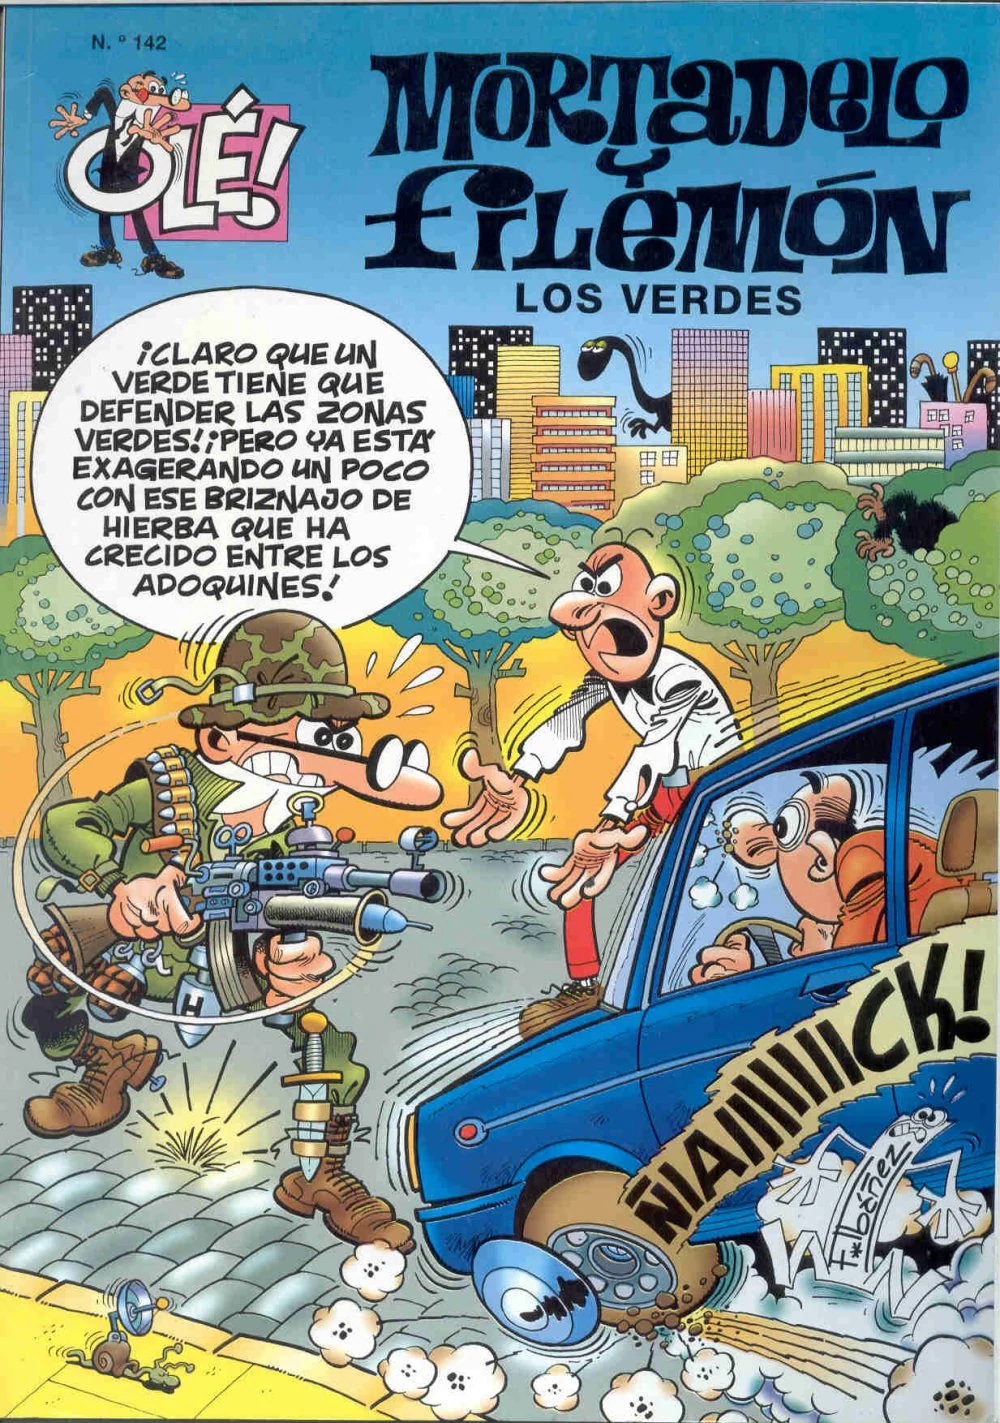 N.º 142
OLÉ!
MORTADELO
Y
FILEMÓN
LOS VERDES
¡CLARO QUE UN
VERDE TIENE QUE
DEFENDER LAS ZONAS
VERDES! ¡PERO YA ESTÁ
EXAGERANDO UN POCO
CON ESE BRIZNAJO DE
HIERBA QUE HA
CRECIDO ENTRE LOS
ADOQUINES!
H
ÑIAIIIIIIICK!
F*Ibáñez